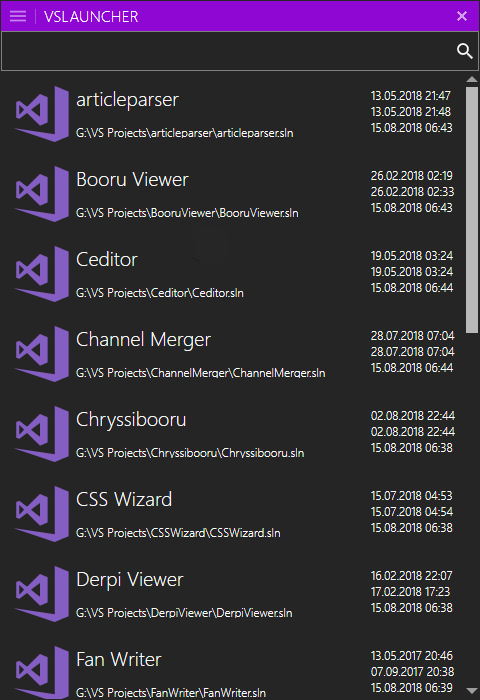 VSLAUNCHER
articleparser
G:\VS Projects\articleparser\articleparser.sln
13.05.2018 21:47
13.05.2018 21:48
15.08.2018 06:43
Booru Viewer
G:\VS Projects\BooruViewer\BooruViewer.sln
26.02.2018 02:19
26.02.2018 02:33
15.08.2018 06:43
Ceditor
G:\VS Projects\Ceditor\Ceditor.sln
19.05.2018 03:24
19.05.2018 03:24
15.08.2018 06:44
Channel Merger
G:\VS Projects\ChannelMerger\ChannelMerger.sln
28.07.2018 07:04
28.07.2018 07:04
15.08.2018 06:44
Chryssibooru
G:\VS Projects\Chryssibooru\Chryssibooru.sln
02.08.2018 22:44
02.08.2018 22:44
15.08.2018 06:38
CSS Wizard
G:\VS Projects\CSSWizard\CSSWizard.sln
15.07.2018 04:53
15.07.2018 04:54
15.08.2018 06:38
Derpi Viewer
G:\VS Projects\DerpiViewer\DerpiViewer.sln
16.02.2018 22:07
17.02.2018 17:23
15.08.2018 06:38
Fan Writer
G:\VS Projects\FanWriter\FanWriter.sln
13.05.2017 20:46
07.09.2017 20:38
15.08.2018 06:39